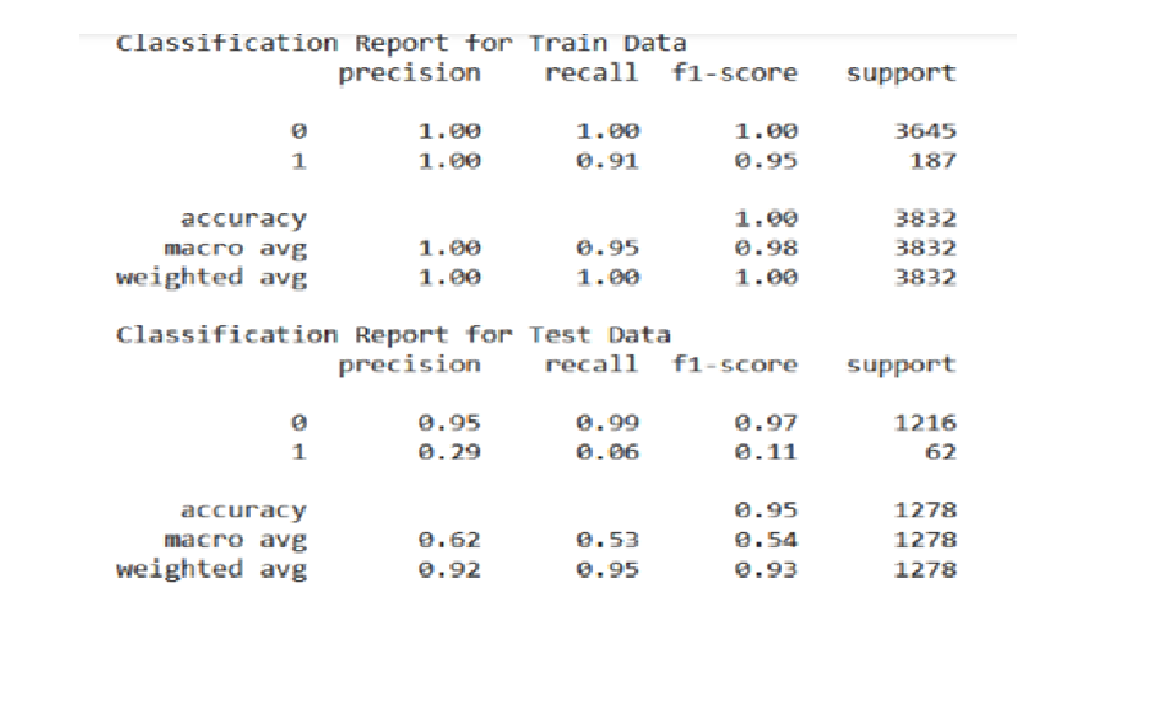 Classification Report for Train Data
precision recall f1-score support
0 1.00 1.00 1.00 3645
1 1.00 0.91 0.95 187
accuracy 1.00 3832
macro avg 1.00 0.95 0.98 3832
weighted avg 1.00 1.00 1.00 3832
Classification Report for Test Data
precision recall f1-score support
0 0.95 0.99 0.97 1216
1 0.29 0.06 0.11 62
accuracy 0.95 1278
macro avg 0.62 0.53 0.54 1278
weighted avg 0.92 0.95 0.93 1278